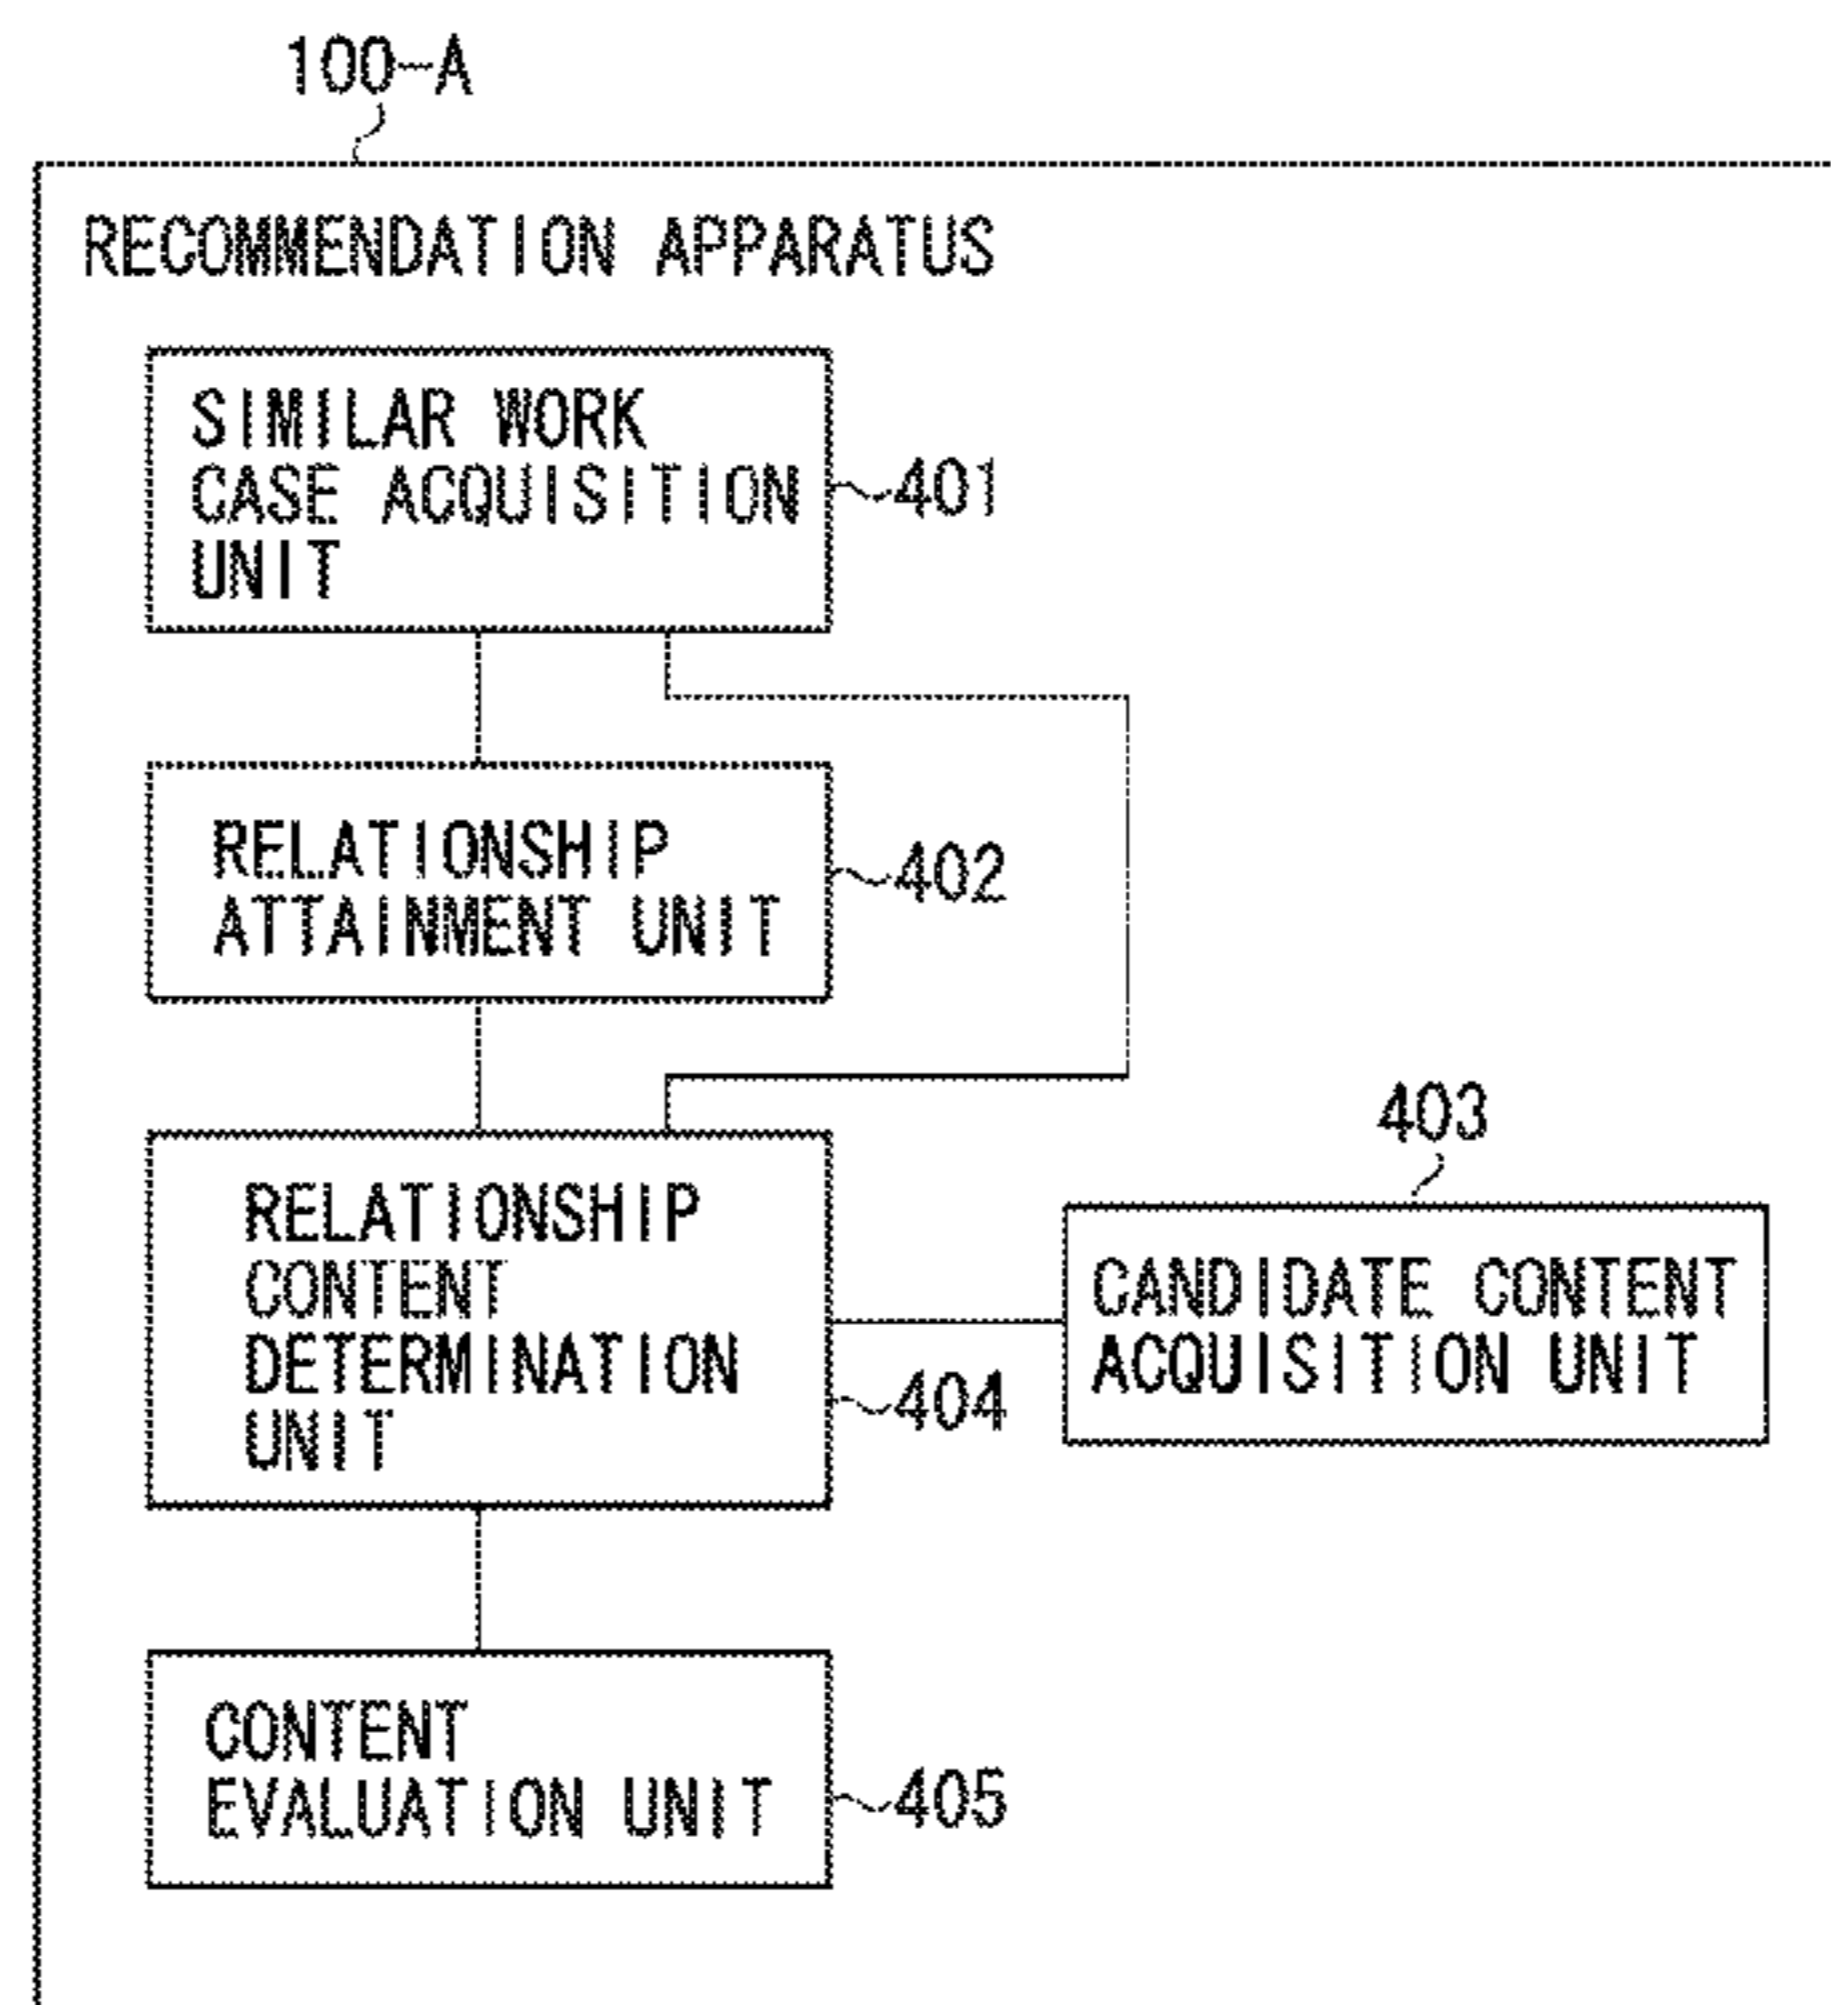 100-A
RECOMMENDATION APPARATUS
SIMILAR WORK
CASE ACQUISITION
UNIT
401
RELATIONSHIP
ATTAINMENT UNIT
402
403
RELATIONSHIP
CONTENT
DETERMINATION
UNIT
404
CANDIDATE CONTENT
ACQUISITION UNIT
CONTENT
EVALUATION UNIT
405